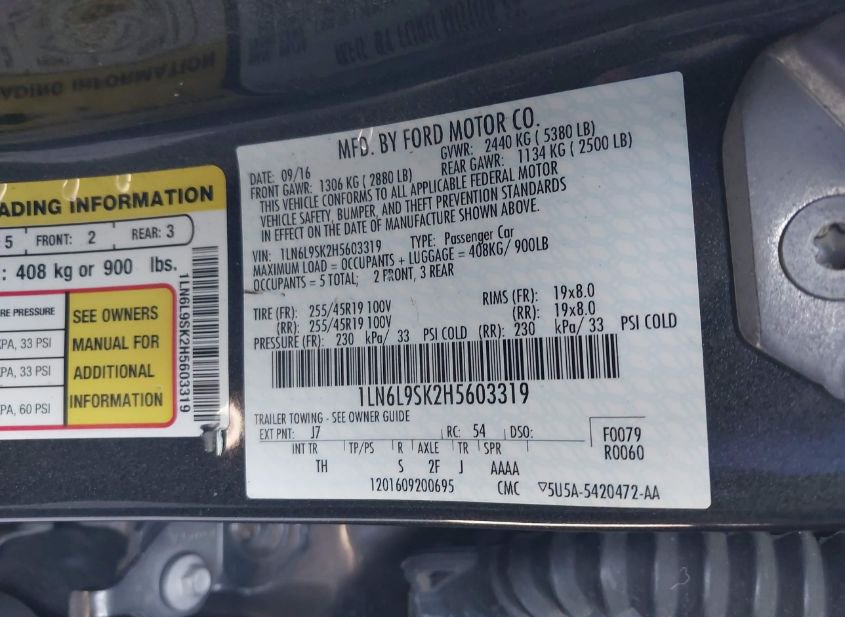 ADING INFORMATION
5 FRONT: 2 REAR: 3
: 408 kg or 900 lbs.
RE PRESSURE
PA, 33 PSI
PA, 33 PSI
PA, 60 PSI
SEE OWNERS
MANUAL FOR
ADDITIONAL
INFORMATION
1LN6L9SK2H5603319
MFD. BY FORD MOTOR CO.
DATE: 09/16 GVWR: 2440 KG ( 5380 LB)
FRONT GAWR: 1306 KG ( 2880 LB) REAR GAWR: 1134 KG ( 2500 LB)
THIS VEHICLE CONFORMS TO ALL APPLICABLE FEDERAL MOTOR
VEHICLE SAFETY, BUMPER, AND THEFT PREVENTION STANDARDS
IN EFFECT ON THE DATE OF MANUFACTURE SHOWN ABOVE.
VIN: 1LN6L9SK2H5603319 TYPE: Passenger Car
MAXIMUM LOAD = OCCUPANTS + LUGGAGE = 408KG/ 900LB
OCCUPANTS = 5 TOTAL; 2 FRONT, 3 REAR
TIRE (FR): 255/45R19 100V RIMS (FR): 19x8.0
(RR): 255/45R19 100V (RR): 19x8.0
PRESSURE (FR): 230 kPa/ 33 PSI COLD (RR): 230 kPa/ 33 PSI COLD
1LN6L9SK2H5603319
TRAILER TOWING - SEE OWNER GUIDE
EXT PNT: J7 RC: 54 DSO: F0079
R0060
INT TR TP/PS R AXLE TR SPR
TH S 2F J AAAA
1201609200695 CMC ▽5U5A-5420472-AA